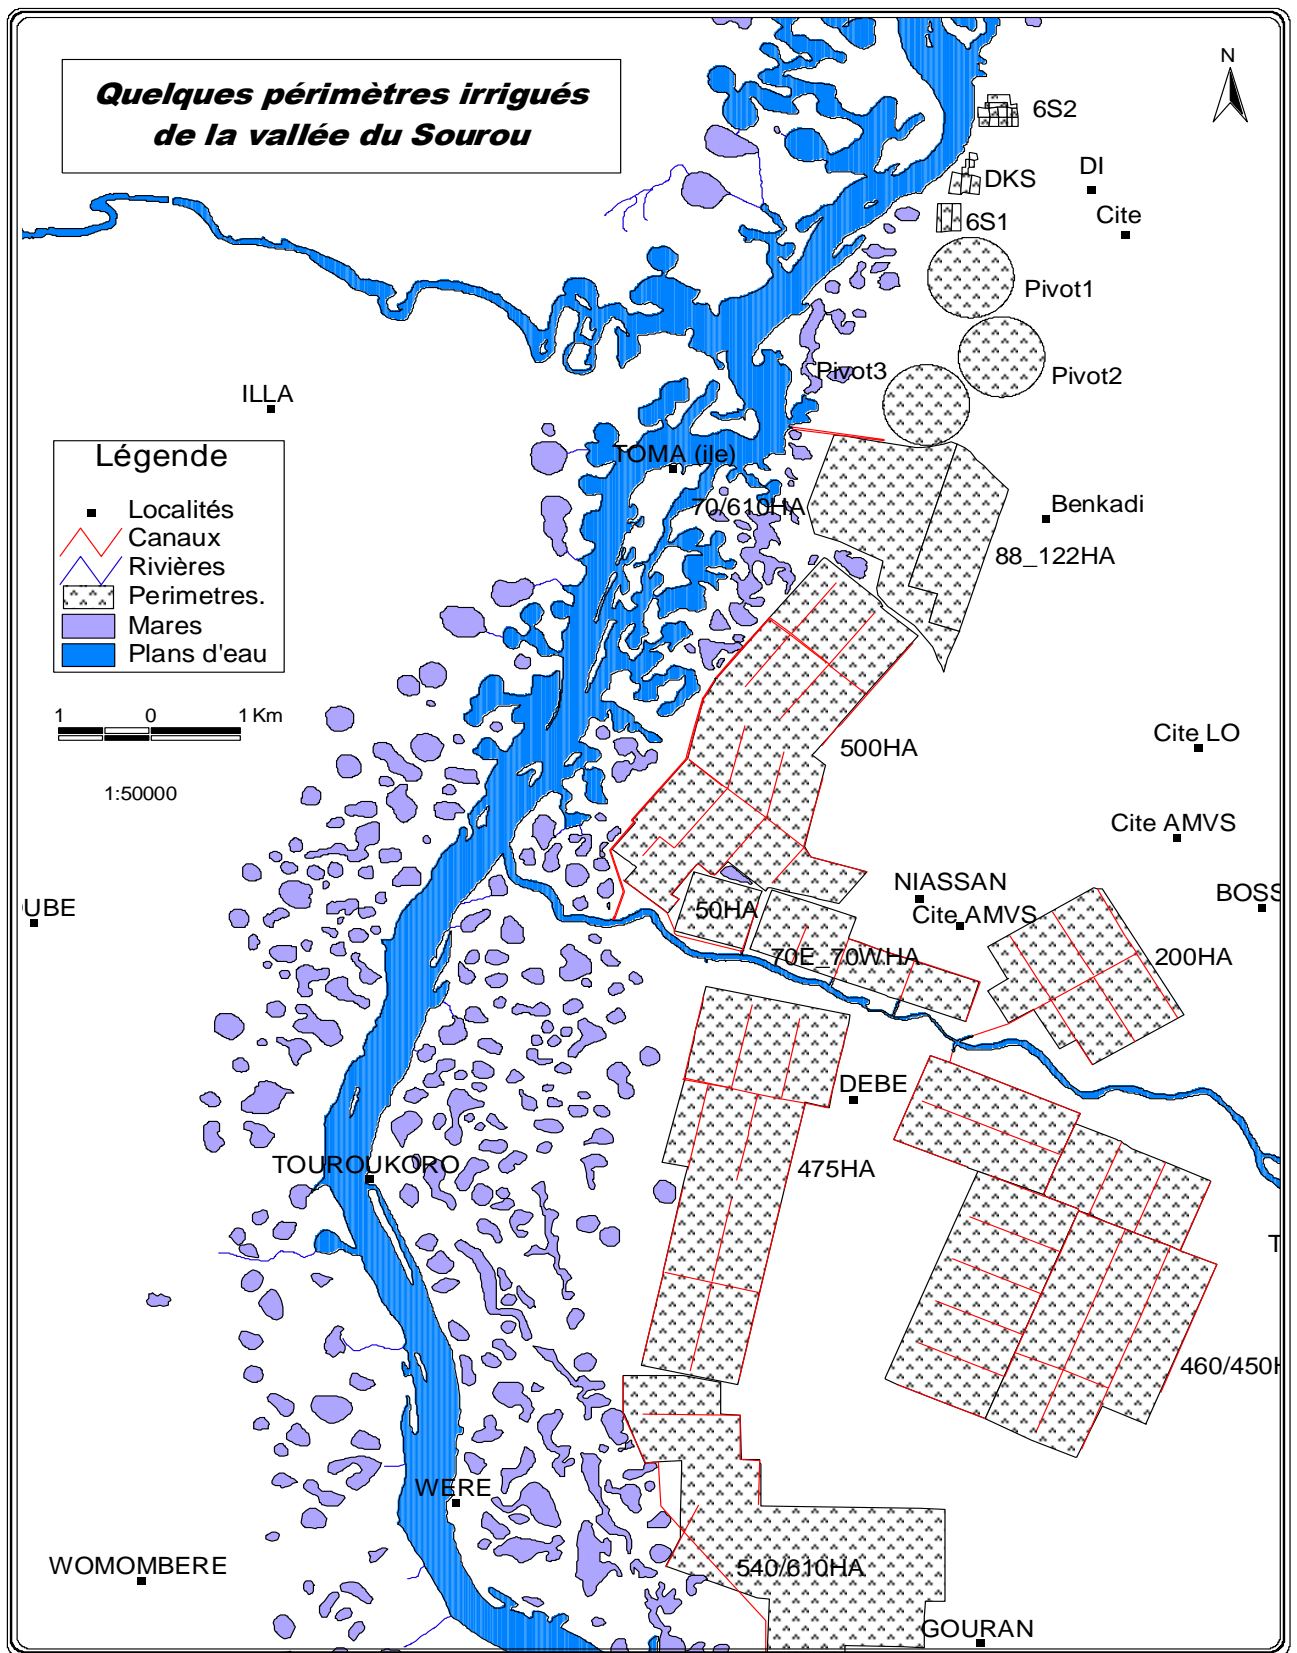 Quelques périmètres irrigués
de la vallée du Sourou
N
6S2
DI
DKS
Cite
6S1
Pivot1
Pivot3
Pivot2
ILLA
Légende
TOMA (ile)
Localités
70/610HA
Benkadi
Canaux
88_122HA
Rivières
Perimetres.
Mares
Plans d'eau
1 0 1 Km
Cite LO
500HA
1:50000
Cite AMVS
NIASSAN
BOSS
UBE
50HA
Cite AMVS
70E_70WHA
200HA
DEBE
TOUROUKORO
475HA
T
460/450H
WERE
WOMOMBERE
540/610HA
GOURAN